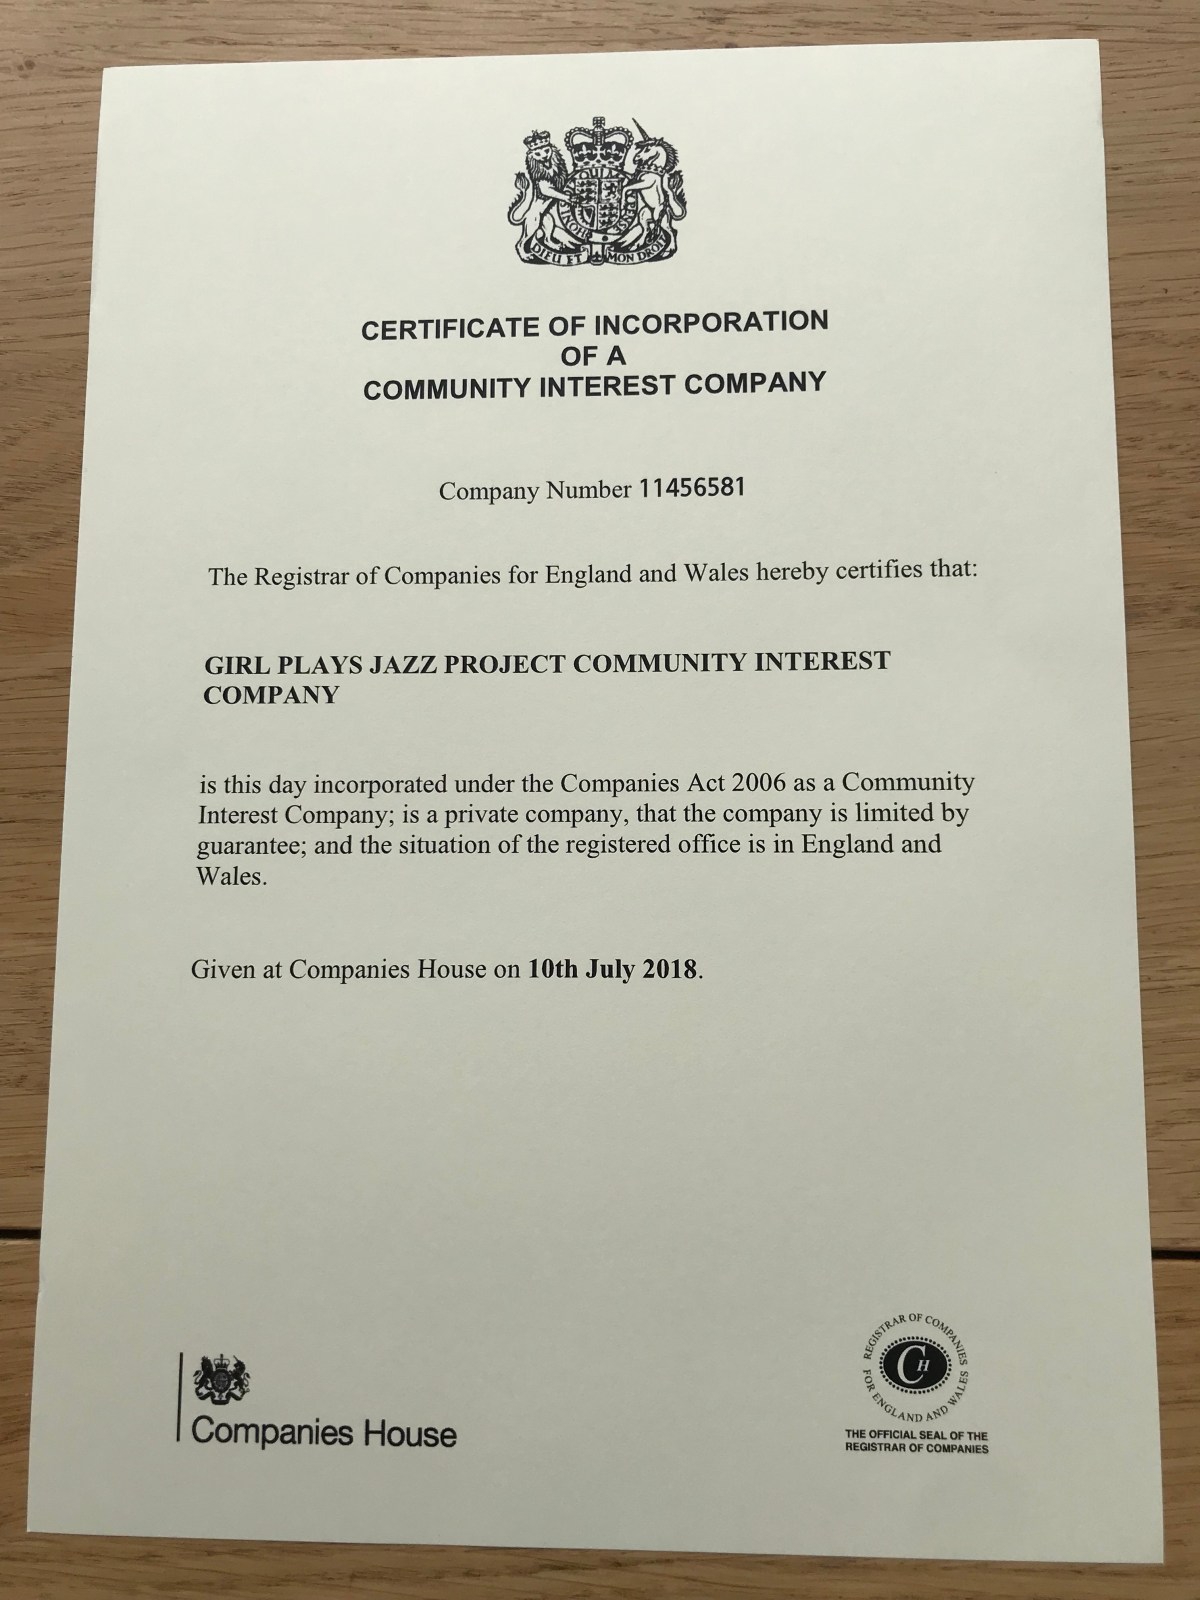 QUI
HONI
DIEU ET MON DROIT
CERTIFICATE OF INCORPORATION
OF A
COMMUNITY INTEREST COMPANY
Company Number 11456581
The Registrar of Companies for England and Wales hereby certifies that:
GIRL PLAYS JAZZ PROJECT COMMUNITY INTEREST
COMPANY
is this day incorporated under the Companies Act 2006 as a Community
Interest Company; is a private company, that the company is limited by
guarantee; and the situation of the registered office is in England and
Wales.
Given at Companies House on 10th July 2018.
Companies House
REGISTRAR OF COMPANIES
FOR ENGLAND AND WALES
CH
THE OFFICIAL SEAL OF THE
REGISTRAR OF COMPANIES